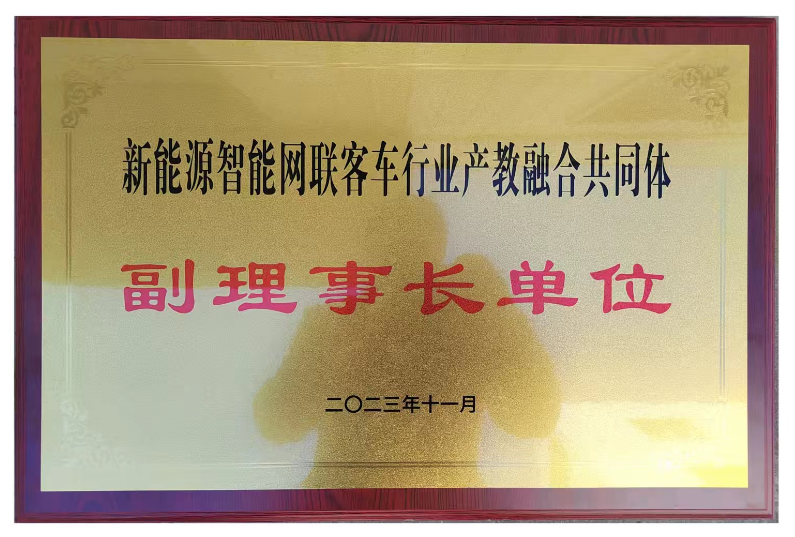 新能源智能网联客车行业产教融合共同体
副理事长单位
二〇二三年十一月